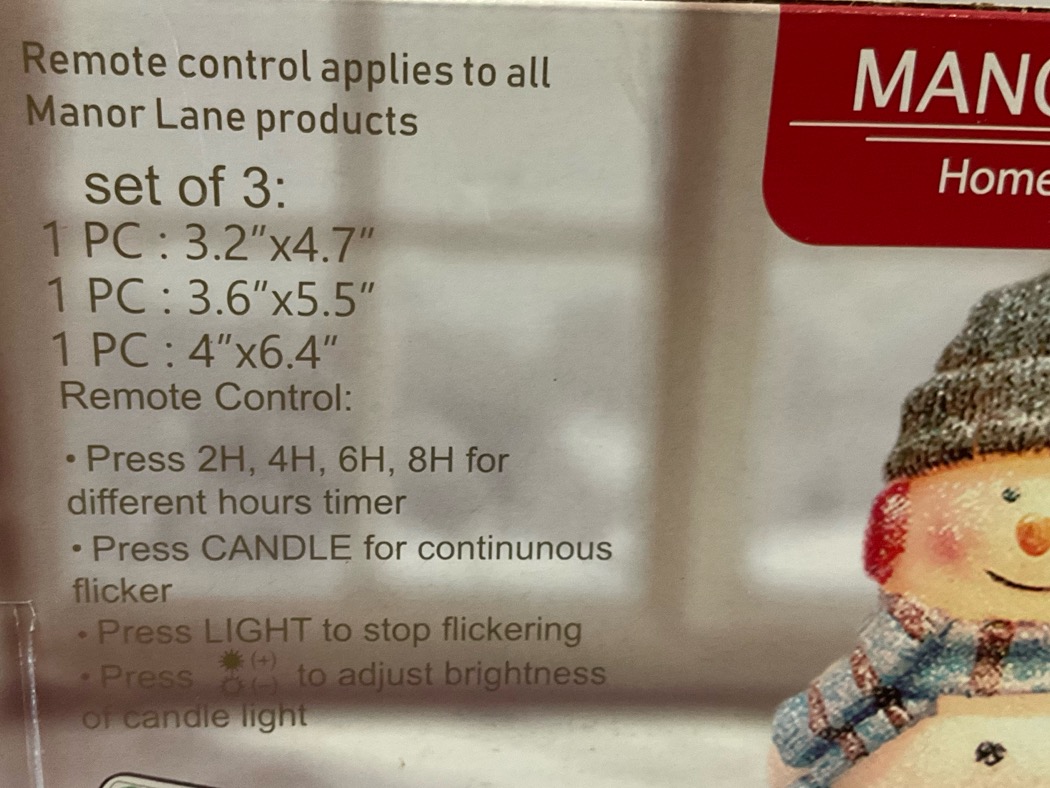 Remote control applies to all
Manor Lane products
set of 3:
1 PC : 3.2"x4.7"
1 PC : 3.6"x5.5"
1 PC : 4"x6.4"
Remote Control:
• Press 2H, 4H, 6H, 8H for
different hours timer
• Press CANDLE for continunous
flicker
• Press LIGHT to stop flickering
• Press (+) (−) to adjust brightness
of candle light
MANO
Home